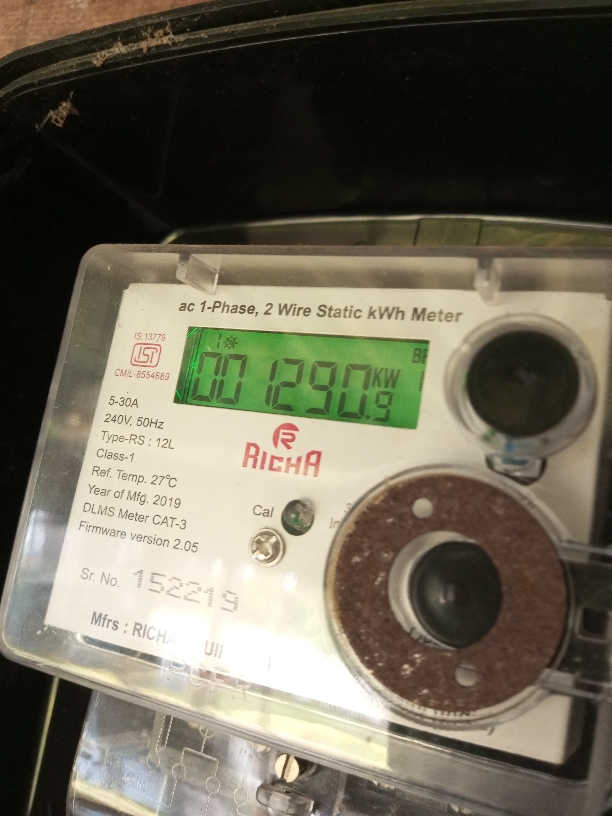 ac 1-Phase, 2 Wire Static kWh Meter
IS:13779
ISI
CM/L-8554689
1
001290.9
KW
5-30A
240V, 50Hz
Type-RS : 12L
Class-1
Ref. Temp. 27°C
Year of Mfg. 2019
DLMS Meter CAT-3
Firmware version 2.05
R
RICHA
Cal
Sr. No.
Mfrs : RICHA